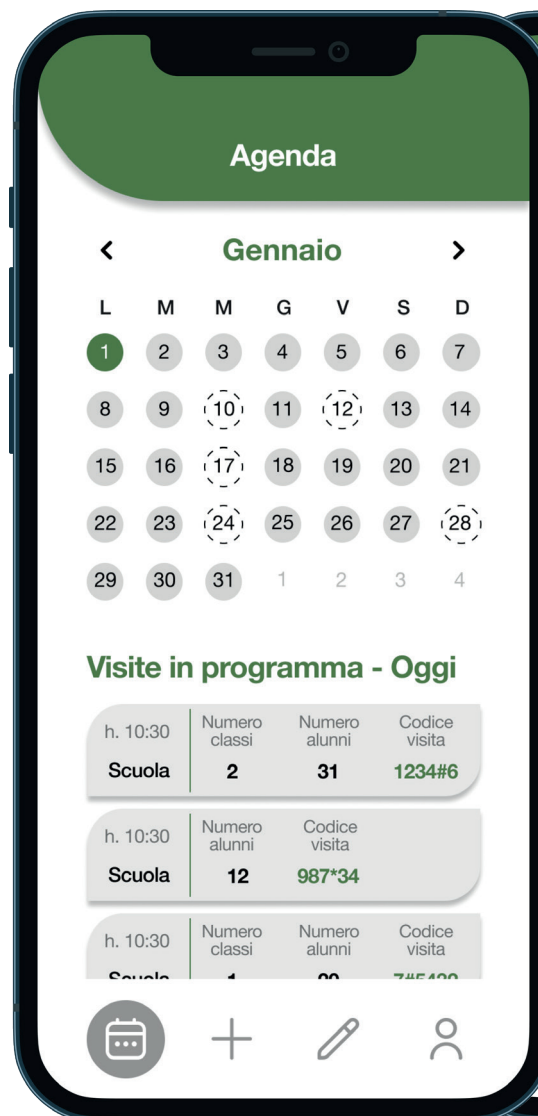 Agenda
Gennaio
L M M G V S D
1 2 3 4 5 6 7
8 9 10 11 12 13 14
15 16 17 18 19 20 21
22 23 24 25 26 27 28
29 30 31 1 2 3 4
Visite in programma - Oggi
h. 10:30 Numero classi Numero alunni Codice visita
Scuola 2 31 1234#6
h. 10:30 Numero alunni Codice visita
Scuola 12 987*34
h. 10:30 Numero classi Numero alunni Codice visita
Scuola 1